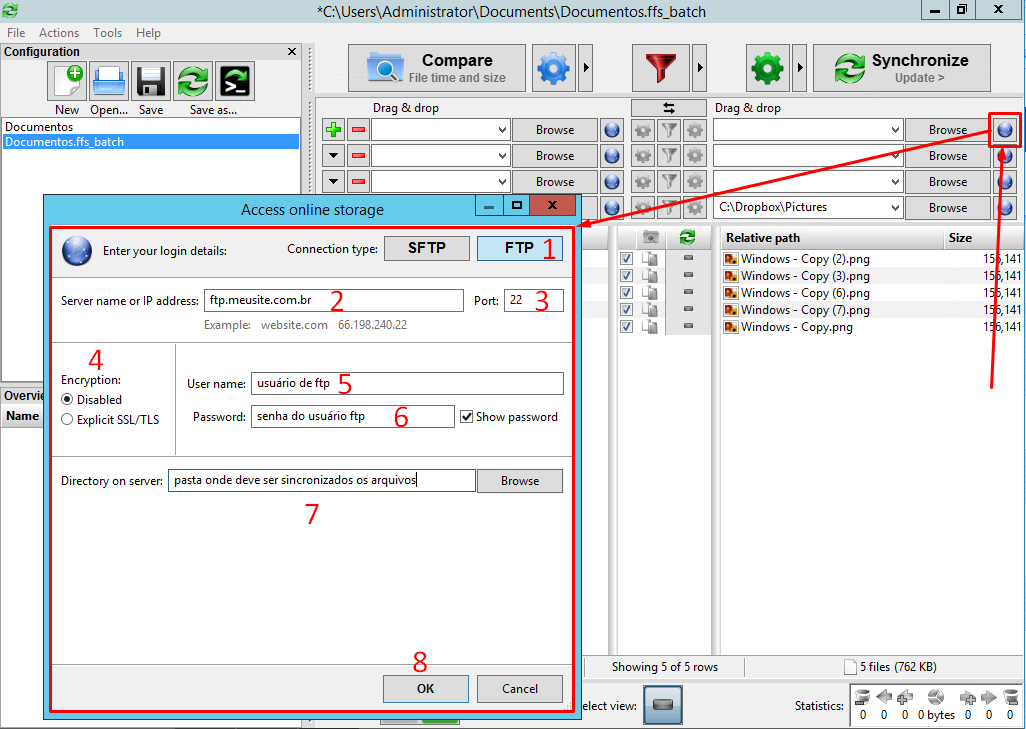 *C:\Users\Administrator\Documents\Documentos.ffs_batch
File Actions Tools Help
Configuration
New Open... Save Save as...
Documentos
Documentos.ffs_batch
Compare
File time and size
Synchronize
Update >
Drag & drop
Drag & drop
Browse
Browse
Browse
Browse
Browse
Browse
C:\Dropbox\Pictures
Browse
Access online storage
Enter your login details:
Connection type: SFTP FTP 1
Server name or IP address: ftp.meusite.com.br 2 Port: 22 3
Example: website.com 66.198.240.22
4
Encryption:
Disabled
Explicit SSL/TLS
User name: usuário de ftp 5
Password: senha do usuário ftp 6 Show password
Directory on server: pasta onde deve ser sincronizados os arquivos Browse
7
8
OK Cancel
Name
Relative path Size
Windows - Copy (2).png 156,141
Windows - Copy (3).png 156,141
Windows - Copy (6).png 156,141
Windows - Copy (7).png 156,141
Windows - Copy.png 156,141
Showing 5 of 5 rows
5 files (762 KB)
view:
Statistics:
0 0 0 0 bytes 0 0 0